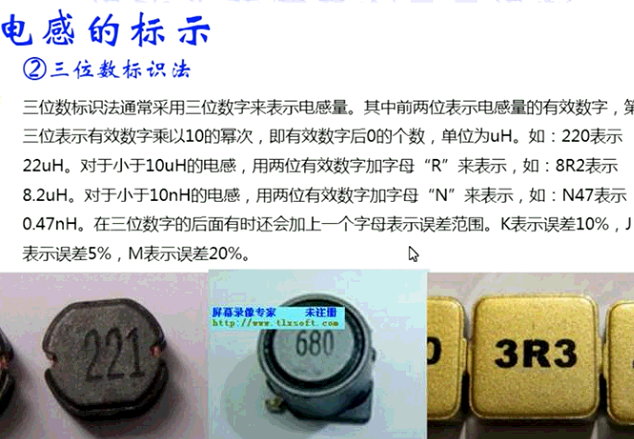 电感的标示
②三位数标识法
三位数标识法通常采用三位数字来表示电感量。其中前两位表示电感量的有效数字，第
三位表示有效数字乘以10的幂次，即有效数字后0的个数，单位为uH。如：220表示
22uH。对于小于10uH的电感，用两位有效数字加字母“R”来表示，如：8R2表示
8.2uH。对于小于10nH的电感，用两位有效数字加字母“N”来表示，如：N47表示
0.47nH。在三位数字的后面有时还会加上一个字母表示误差范围。K表示误差10%，J
表示误差5%，M表示误差20%。
屏幕录像专家 未注册
http://www.tlxsoft.com
221
680
0
3R3